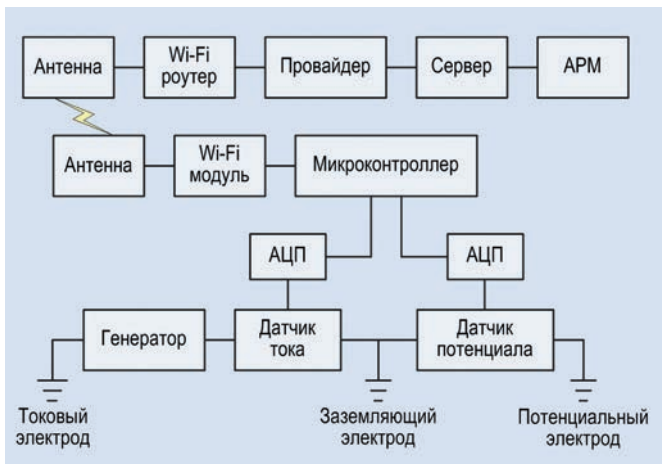 Антенна
Wi-Fi
роутер
Провайдер
Сервер
АРМ
Антенна
Wi-Fi
модуль
Микроконтроллер
АЦП
АЦП
Генератор
Датчик
тока
Датчик
потенциала
Токовый
электрод
Заземляющий
электрод
Потенциальный
электрод